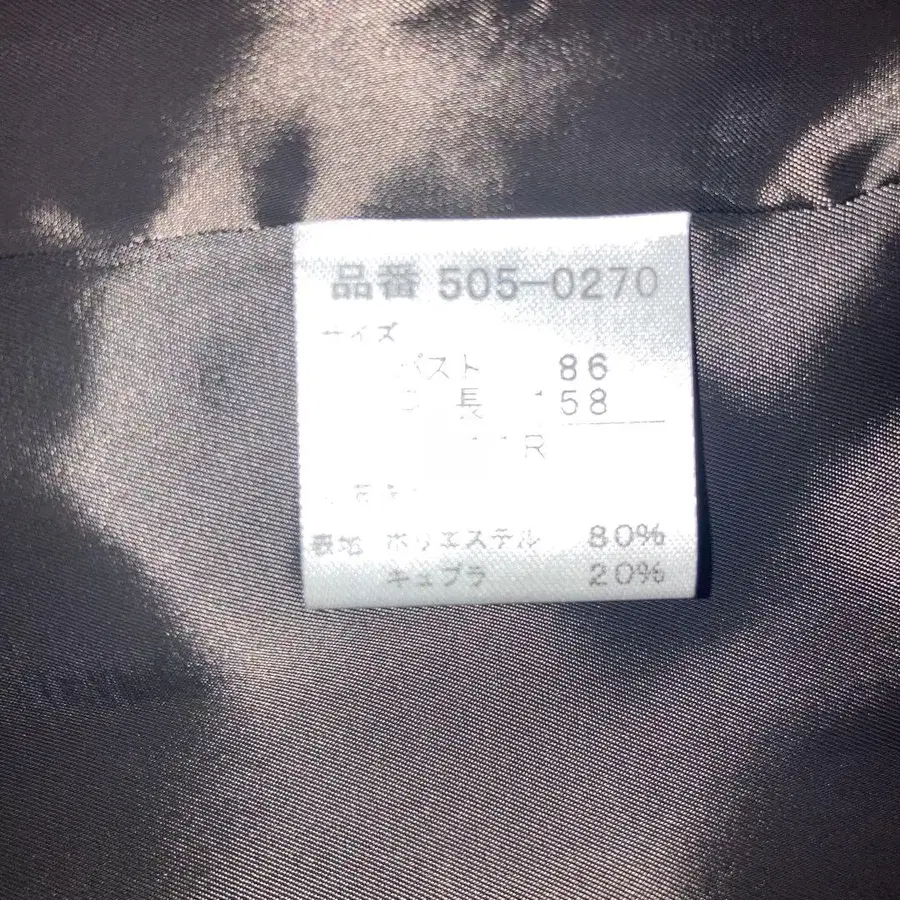 品番 505-0270
サイズ
バスト 86
長 158
R
表地 ポリエステル 80%
キュプラ 20%